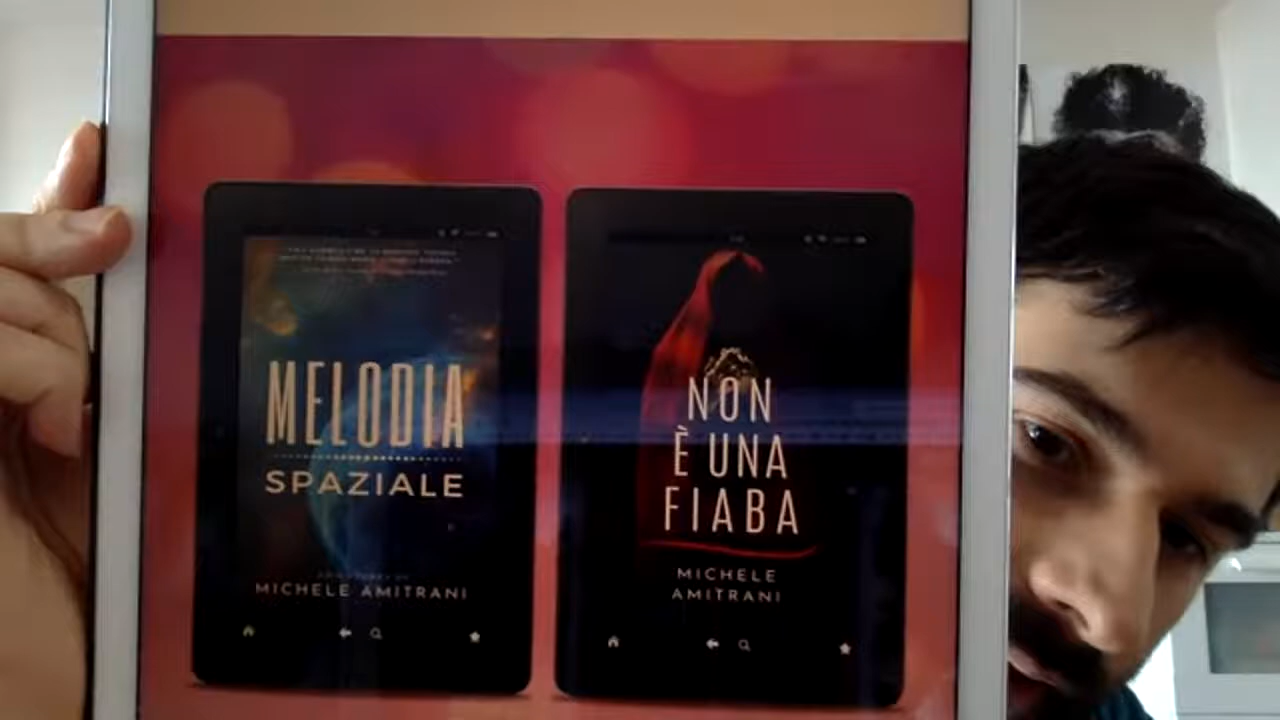 MELODIA
SPAZIALE
MICHELE AMITRANI
NON
È UNA
FIABA
MICHELE
AMITRANI